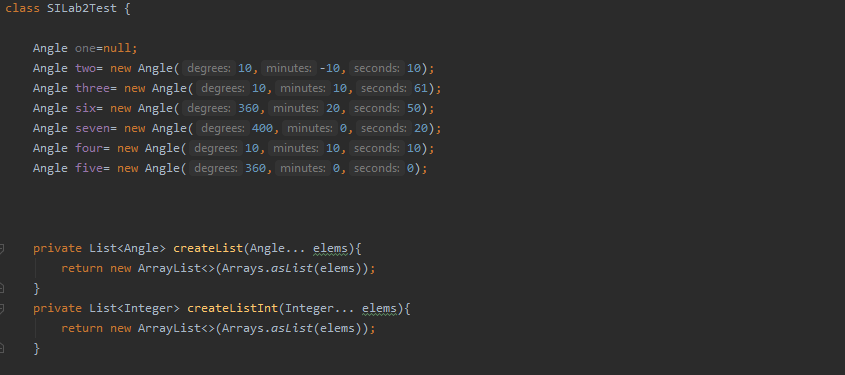 class SILab2Test {
Angle one=null;
Angle two= new Angle( degrees: 10, minutes: -10, seconds: 10);
Angle three= new Angle( degrees: 10, minutes: 10, seconds: 61);
Angle six= new Angle( degrees: 360, minutes: 20, seconds: 50);
Angle seven= new Angle( degrees: 400, minutes: 0, seconds: 20);
Angle four= new Angle( degrees: 10, minutes: 10, seconds: 10);
Angle five= new Angle( degrees: 360, minutes: 0, seconds: 0);
private List<Angle> createList(Angle... elems){
return new ArrayList<>(Arrays.asList(elems));
}
private List<Integer> createListInt(Integer... elems){
return new ArrayList<>(Arrays.asList(elems));
}